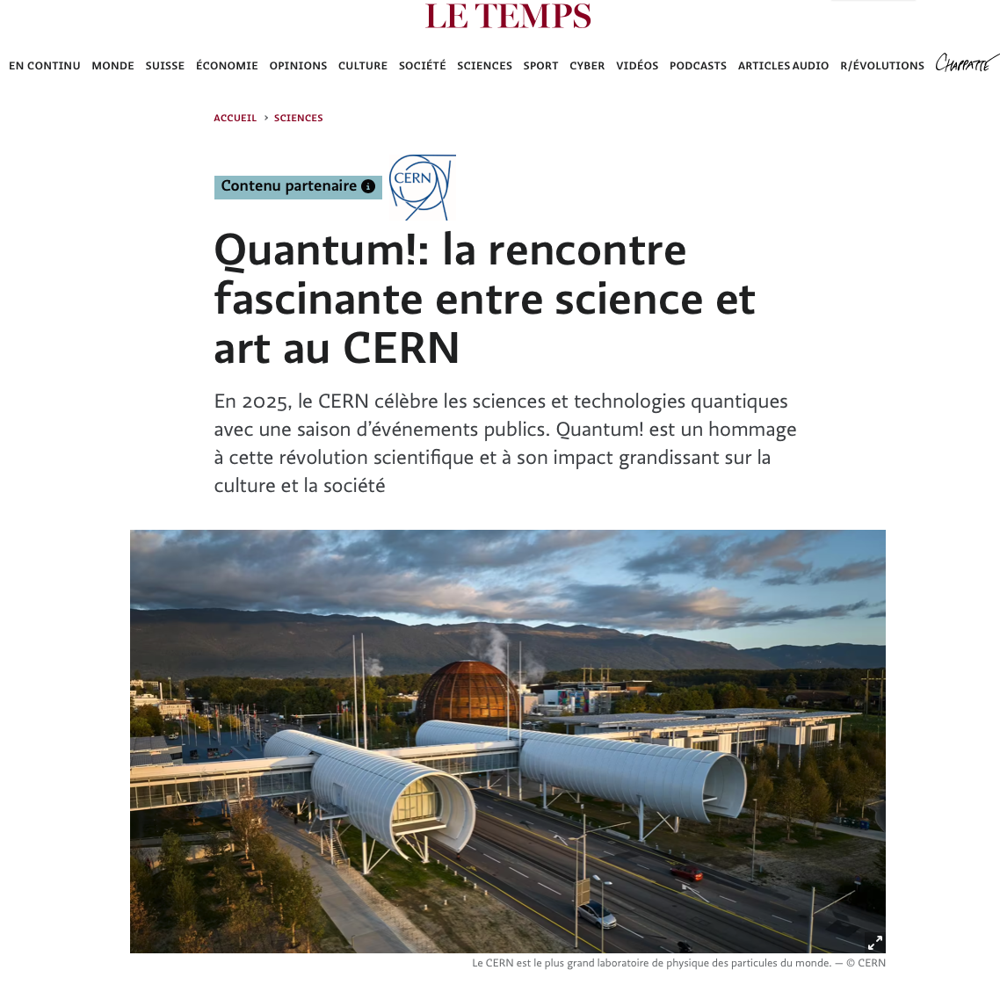 LE TEMPS
EN CONTINU MONDE SUISSE ÉCONOMIE OPINIONS CULTURE SOCIÉTÉ SCIENCES SPORT CYBER VIDÉOS PODCASTS ARTICLES AUDIO R/ÉVOLUTIONS Chappatte
ACCUEIL › SCIENCES
Contenu partenaire
CERN
Quantum!: la rencontre
fascinante entre science et
art au CERN
En 2025, le CERN célèbre les sciences et technologies quantiques
avec une saison d’événements publics. Quantum! est un hommage
à cette révolution scientifique et à son impact grandissant sur la
culture et la société
Le CERN est le plus grand laboratoire de physique des particules du monde. — © CERN